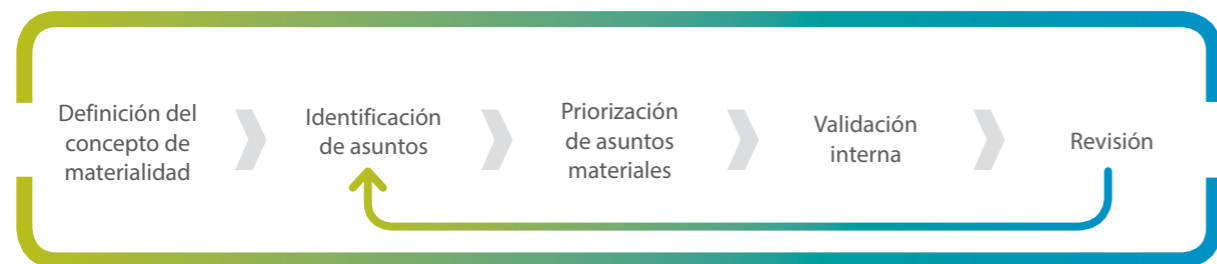 Definición del
concepto de
materialidad
Identificación
de asuntos
Priorización
de asuntos
materiales
Validación
interna
Revisión